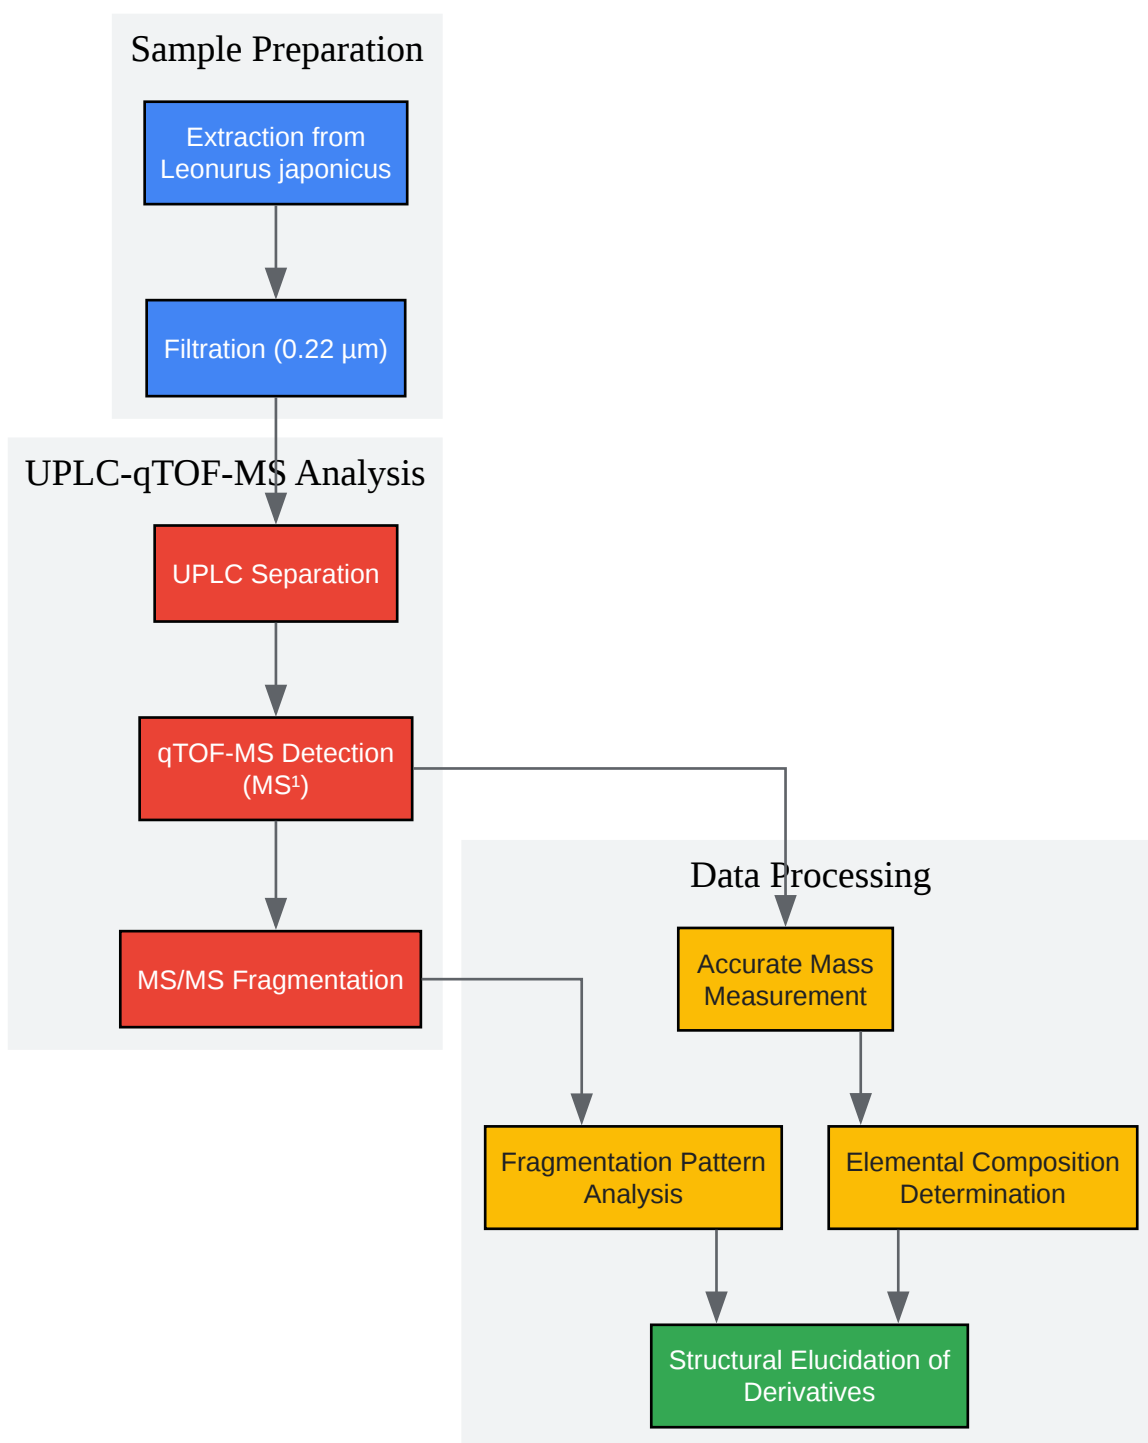 Sample Preparation
Extraction from
Leonurus japonicus
Filtration (0.22 µm)
UPLC-qTOF-MS Analysis
UPLC Separation
qTOF-MS Detection
(MS¹)
MS/MS Fragmentation
Data Processing
Accurate Mass
Measurement
Fragmentation Pattern
Analysis
Elemental Composition
Determination
Structural Elucidation of
Derivatives